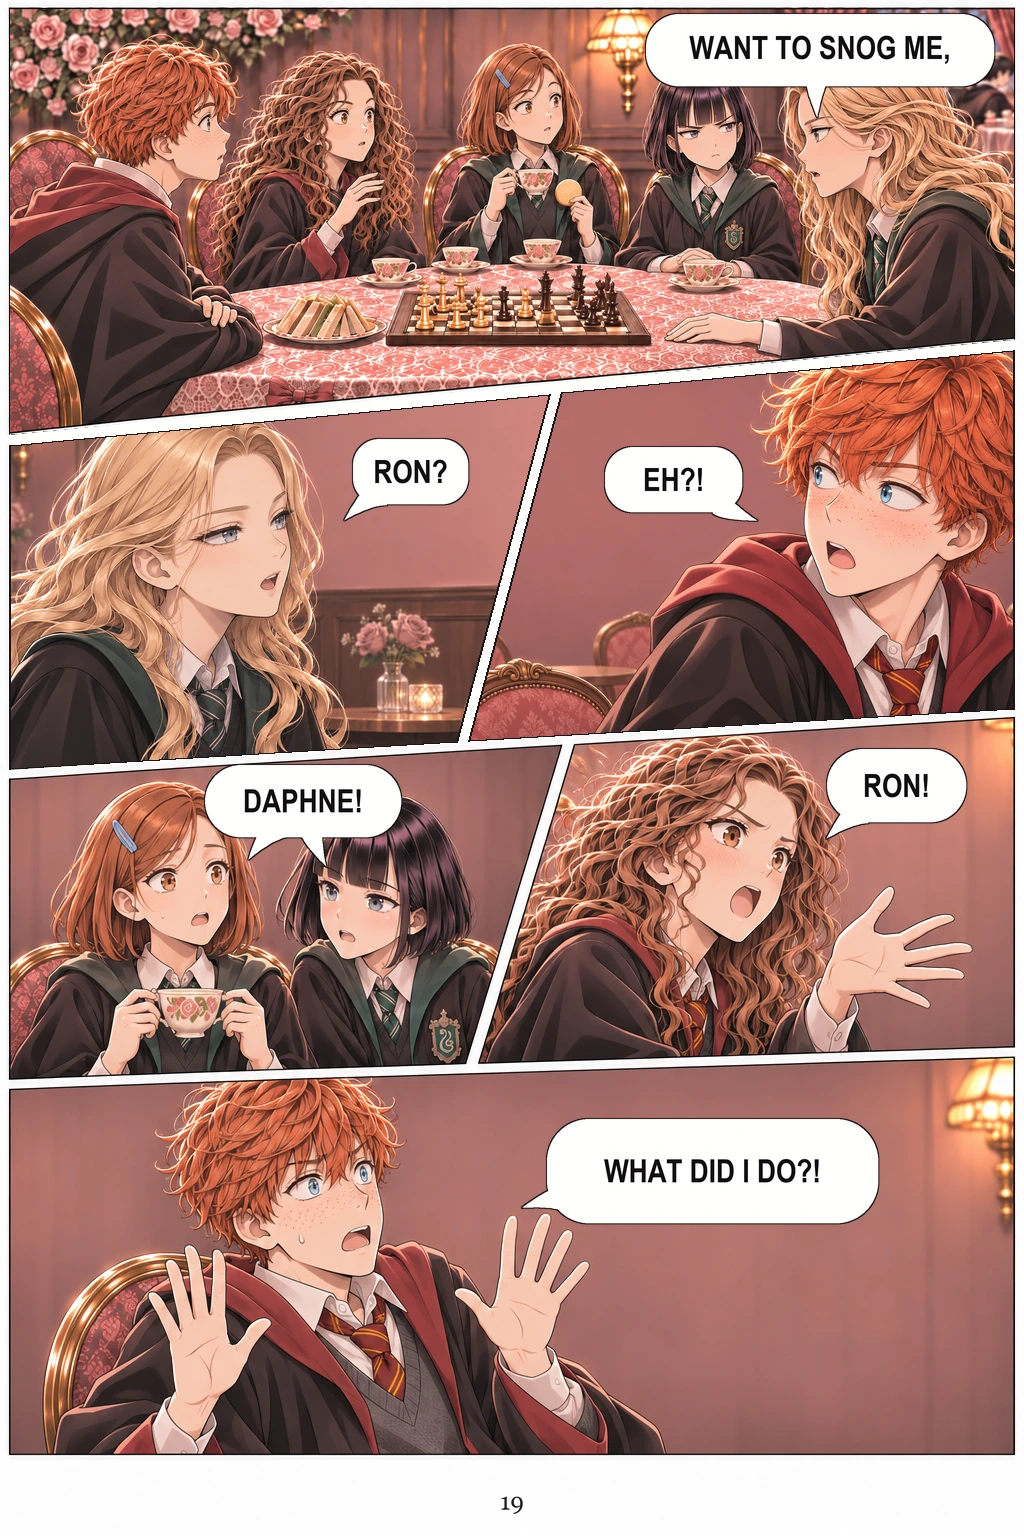 WANT TO SNOG ME,
RON?
EH?!
DAPHNE!
RON!
WHAT DID I DO?!
19